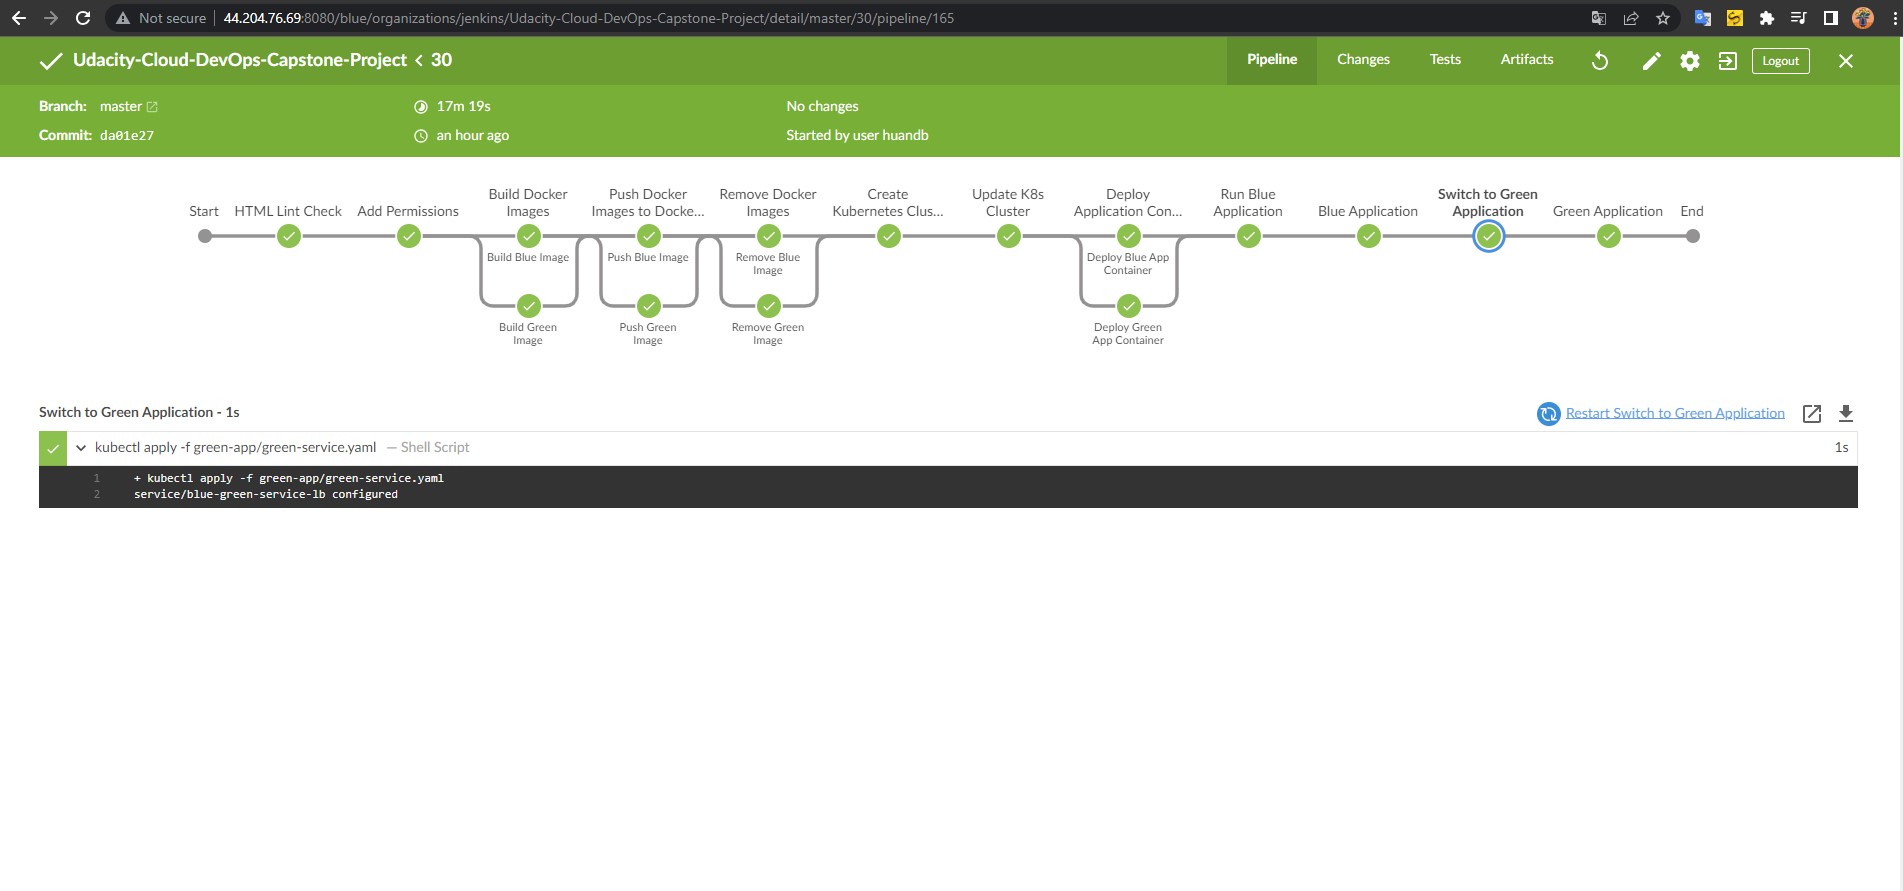 Not secure
44.204.76.69:8080/blue/organizations/jenkins/Udacity-Cloud-DevOps-Capstone-Project/detail/master/30/pipeline/165
Udacity-Cloud-DevOps-Capstone-Project < 30
Pipeline
Changes
Tests
Artifacts
Logout
Branch: master
17m 19s
No changes
Commit: da01e27
an hour ago
Started by user huandb
Start
HTML Lint Check
Add Permissions
Build Docker
Images
Push Docker
Images to Docke...
Remove Docker
Images
Create
Kubernetes Clus...
Update K8s
Cluster
Deploy
Application Con...
Run Blue
Application
Blue Application
Switch to Green
Application
Green Application
End
Build Blue Image
Push Blue Image
Remove Blue
Image
Deploy Blue App
Container
Build Green
Image
Push Green
Image
Remove Green
Image
Deploy Green
App Container
Switch to Green Application - 1s
Restart Switch to Green Application
kubectl apply -f green-app/green-service.yaml — Shell Script
1s
1 + kubectl apply -f green-app/green-service.yaml
2 service/blue-green-service-lb configured